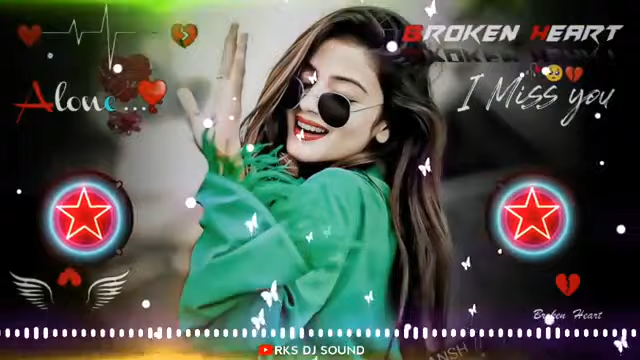 BROKEN HEART
Alone...
I Miss you
Broken Heart
RKS DJ SOUND